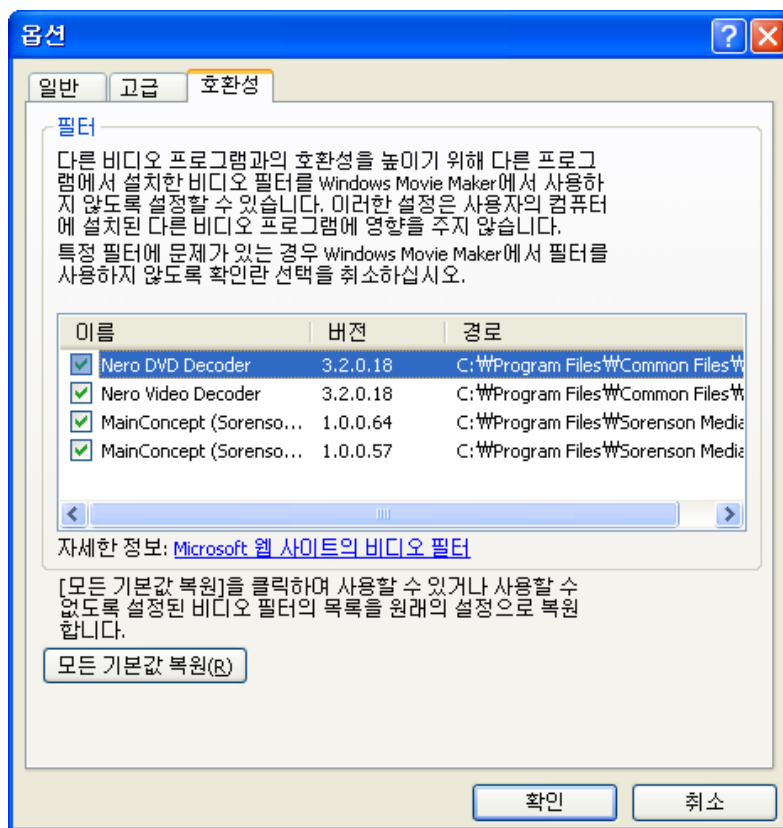 옵션
일반 고급 호환성
필터
다른 비디오 프로그램과의 호환성을 높이기 위해 다른 프로그
램에서 설치한 비디오 필터를 Windows Movie Maker에서 사용하
지 않도록 설정할 수 있습니다. 이러한 설정은 사용자의 컴퓨터
에 설치된 다른 비디오 프로그램에 영향을 주지 않습니다.
특정 필터에 문제가 있는 경우 Windows Movie Maker에서 필터를
사용하지 않도록 확인란 선택을 취소하십시오.
이름 버전 경로
Nero DVD Decoder 3.2.0.18 C:₩Program Files₩Common Files₩
Nero Video Decoder 3.2.0.18 C:₩Program Files₩Common Files₩
MainConcept (Sorenso... 1.0.0.64 C:₩Program Files₩Sorenson Media
MainConcept (Sorenso... 1.0.0.57 C:₩Program Files₩Sorenson Media
자세한 정보: Microsoft 웹 사이트의 비디오 필터
[모든 기본값 복원]을 클릭하며 사용할 수 있거나 사용할 수
없도록 설정된 비디오 필터의 목록을 원래의 설정으로 복원
합니다.
모든 기본값 복원(R)
확인 취소